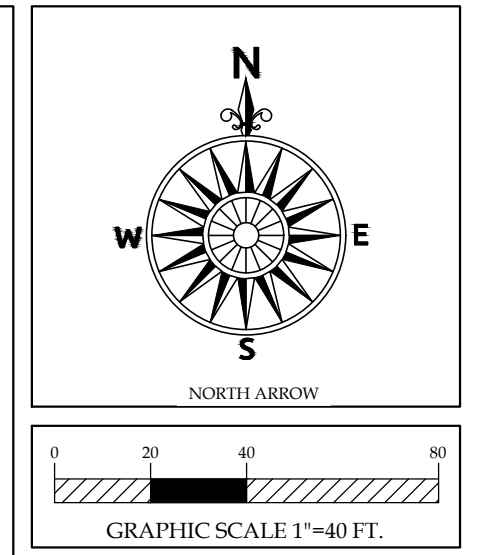 N
W E
S
NORTH ARROW
0 20 40 80
GRAPHIC SCALE 1"=40 FT.